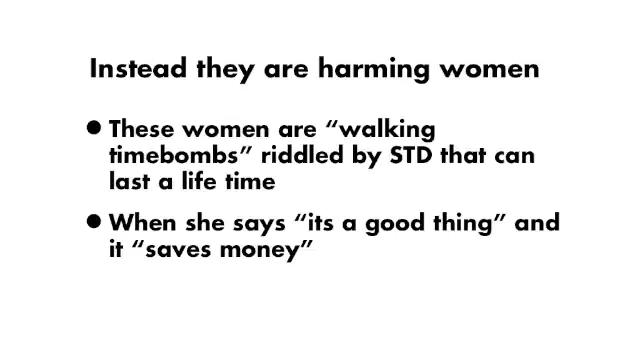 Instead they are harming women
● These women are “walking
timebombs” riddled by STD that can
last a life time
● When she says “its a good thing” and
it “saves money”